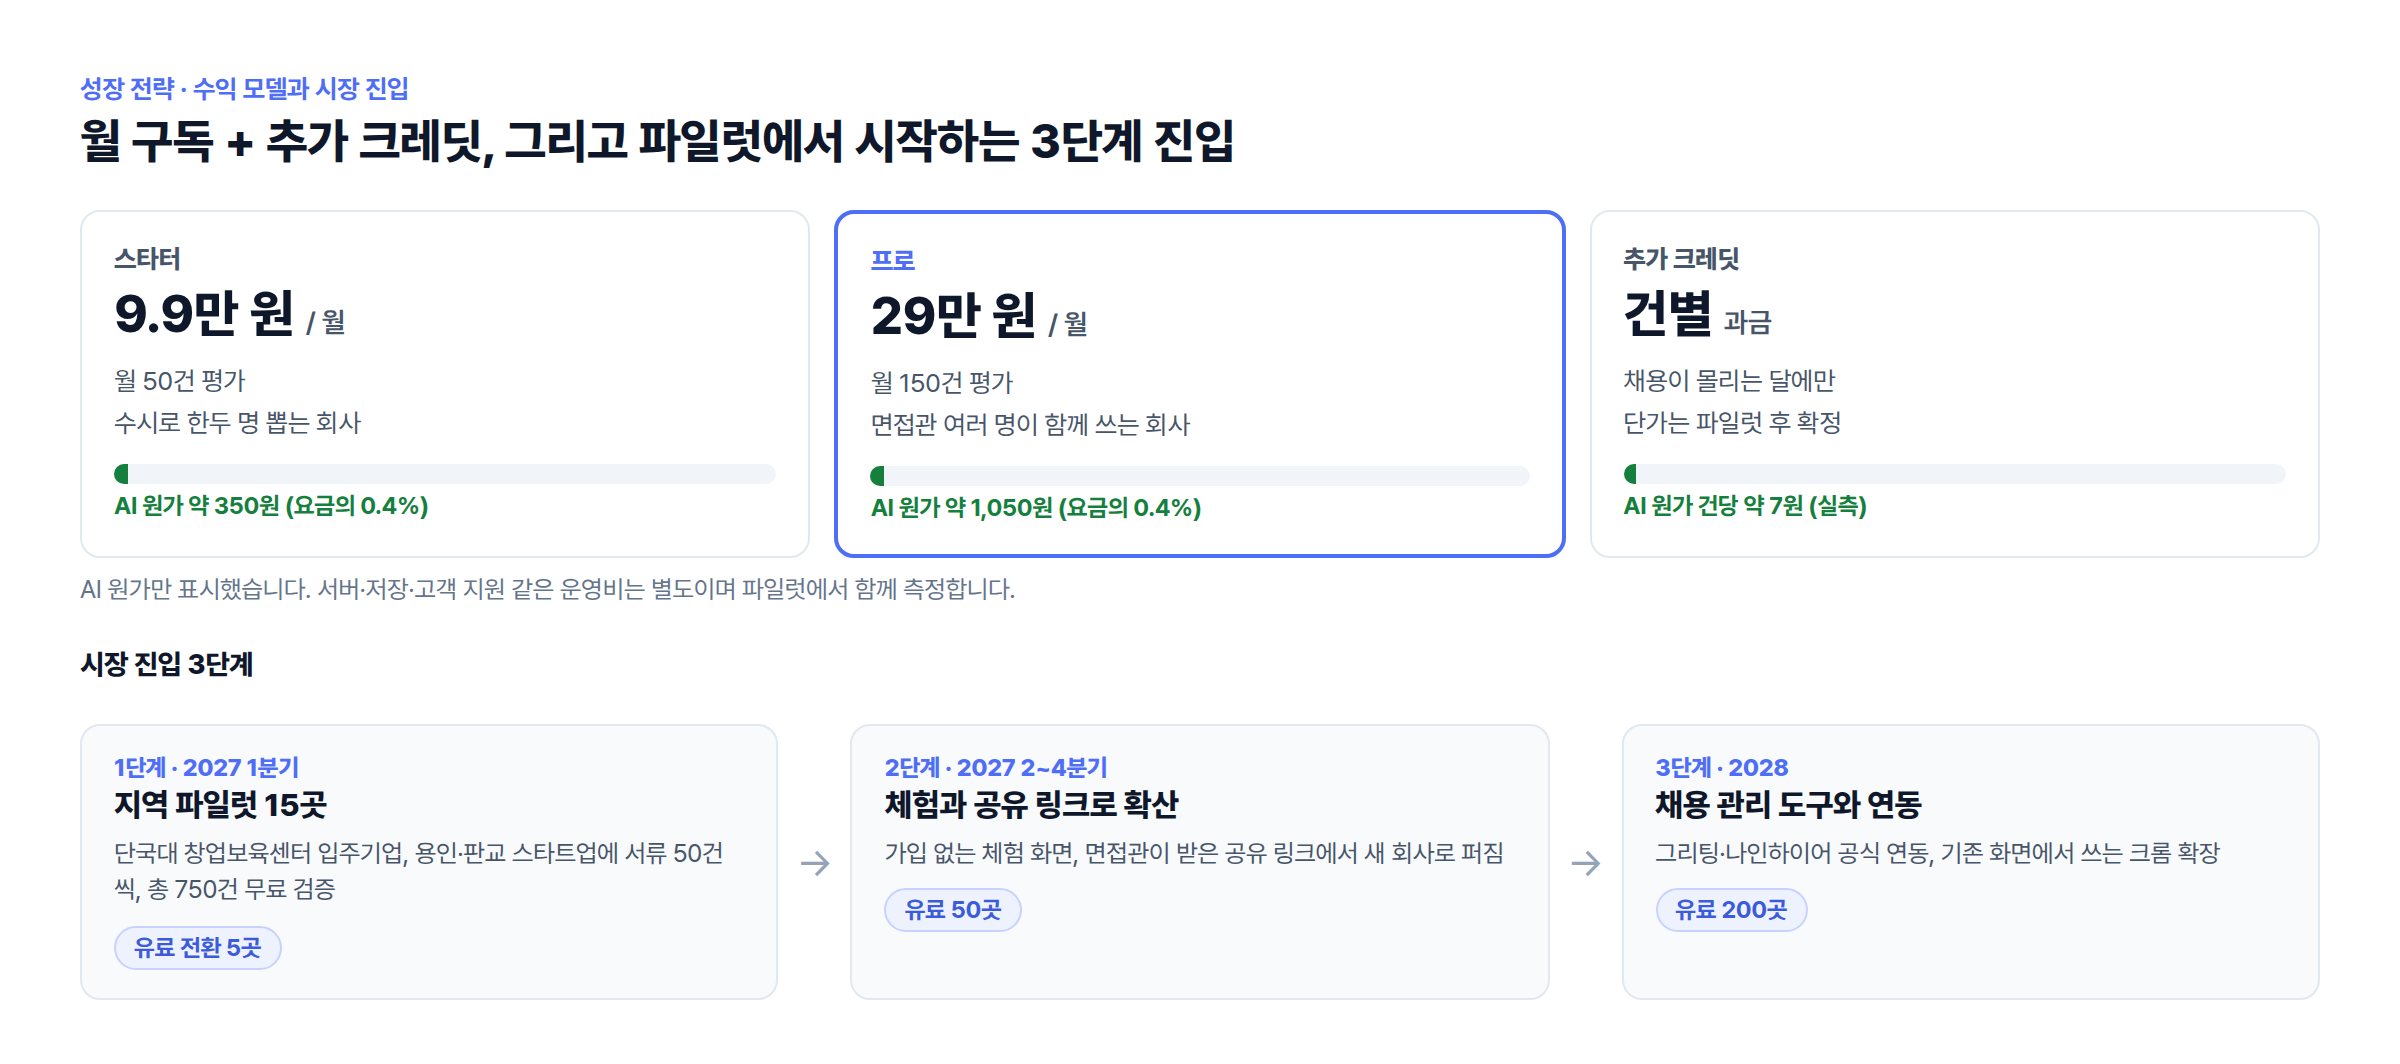 성장 전략 · 수익 모델과 시장 진입
월 구독 + 추가 크레딧, 그리고 파일럿에서 시작하는 3단계 진입
스타터
9.9만 원 / 월
월 50건 평가
수시로 한두 명 뽑는 회사
AI 원가 약 350원 (요금의 0.4%)
프로
29만 원 / 월
월 150건 평가
면접관 여러 명이 함께 쓰는 회사
AI 원가 약 1,050원 (요금의 0.4%)
추가 크레딧
건별 과금
채용이 몰리는 달에만
단가는 파일럿 후 확정
AI 원가 건당 약 7원 (실측)
AI 원가만 표시했습니다. 서버·저장·고객 지원 같은 운영비는 별도이며 파일럿에서 함께 측정합니다.
시장 진입 3단계
1단계 · 2027 1분기
지역 파일럿 15곳
단국대 창업보육센터 입주기업, 용인·판교 스타트업에 서류 50건
씩, 총 750건 무료 검증
유료 전환 5곳
→
2단계 · 2027 2~4분기
체험과 공유 링크로 확산
가입 없는 체험 화면, 면접관이 받은 공유 링크에서 새 회사로 퍼짐
유료 50곳
→
3단계 · 2028
채용 관리 도구와 연동
그리팅·나인하이어 공식 연동, 기존 화면에서 쓰는 크롬 확장
유료 200곳